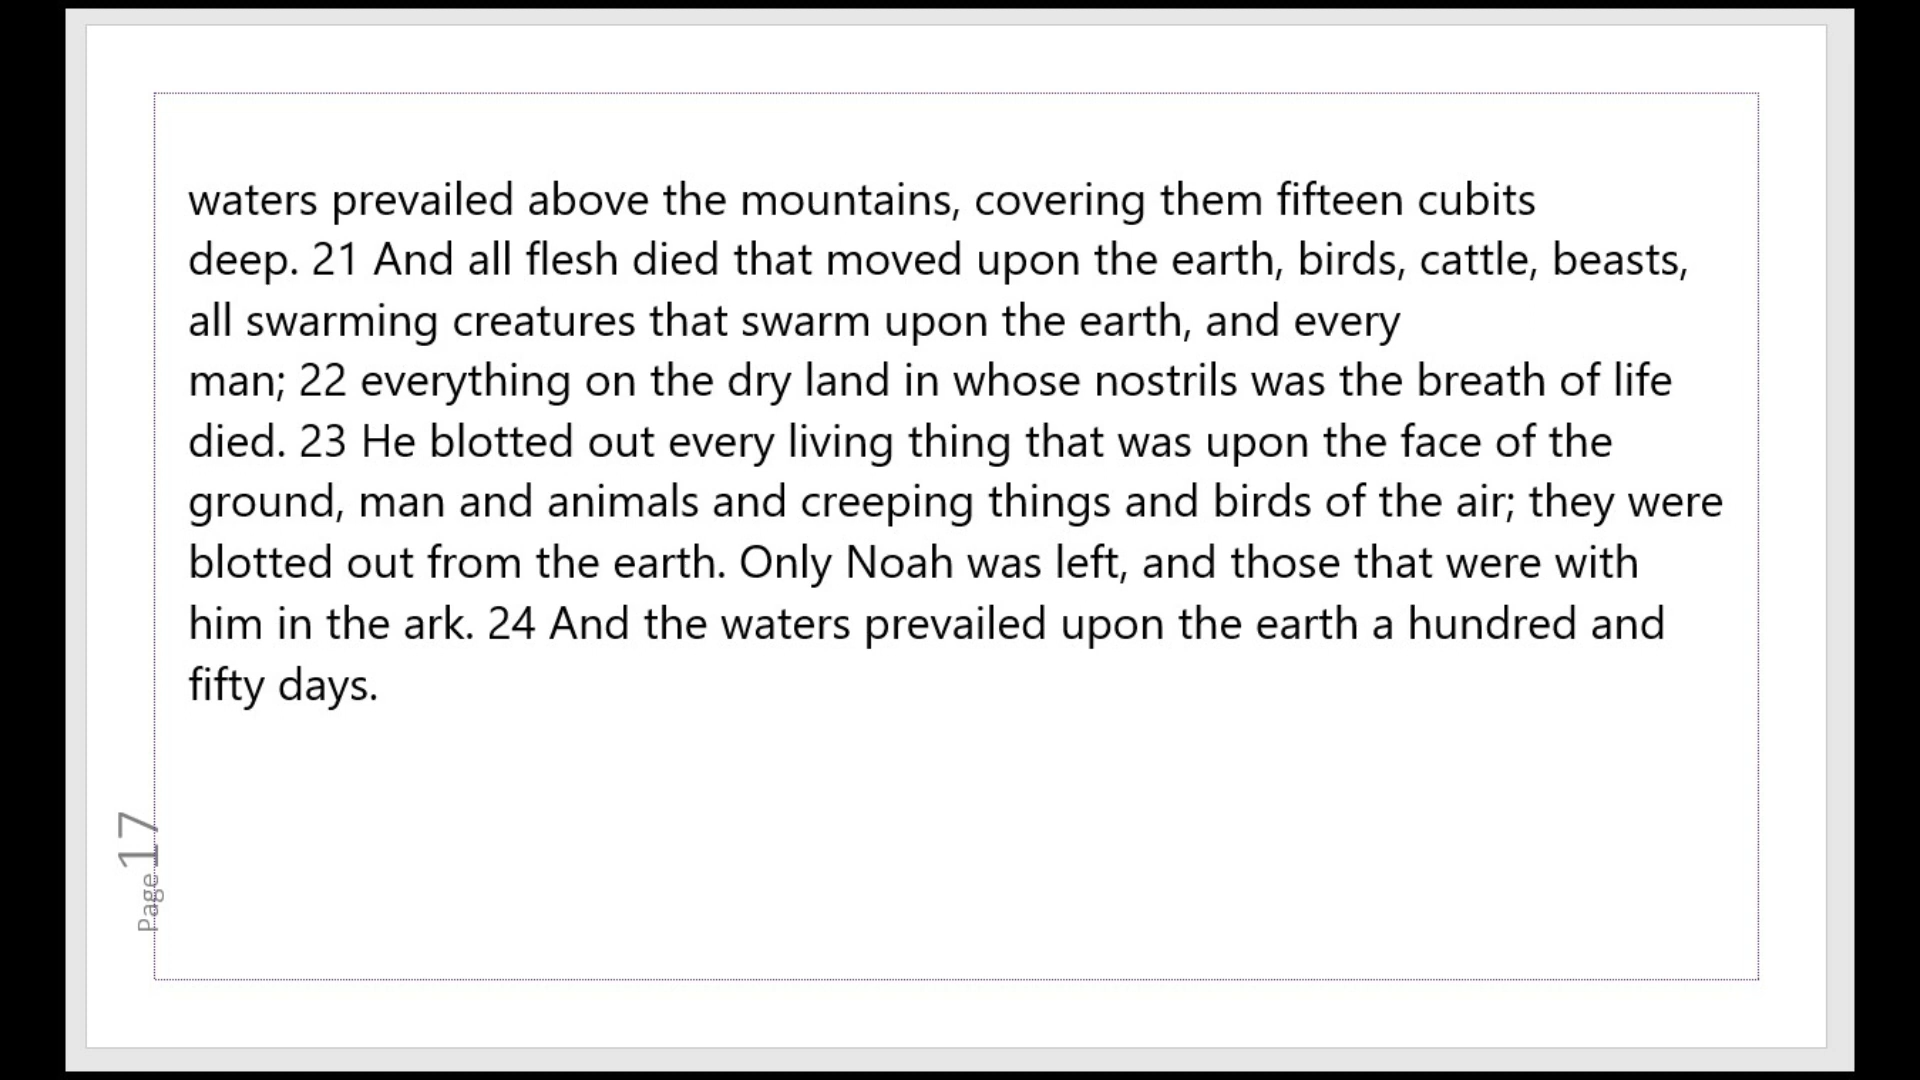 waters prevailed above the mountains, covering them fifteen cubits
deep. 21 And all flesh died that moved upon the earth, birds, cattle, beasts,
all swarming creatures that swarm upon the earth, and every
man; 22 everything on the dry land in whose nostrils was the breath of life
died. 23 He blotted out every living thing that was upon the face of the
ground, man and animals and creeping things and birds of the air; they were
blotted out from the earth. Only Noah was left, and those that were with
him in the ark. 24 And the waters prevailed upon the earth a hundred and
fifty days.
Page 17